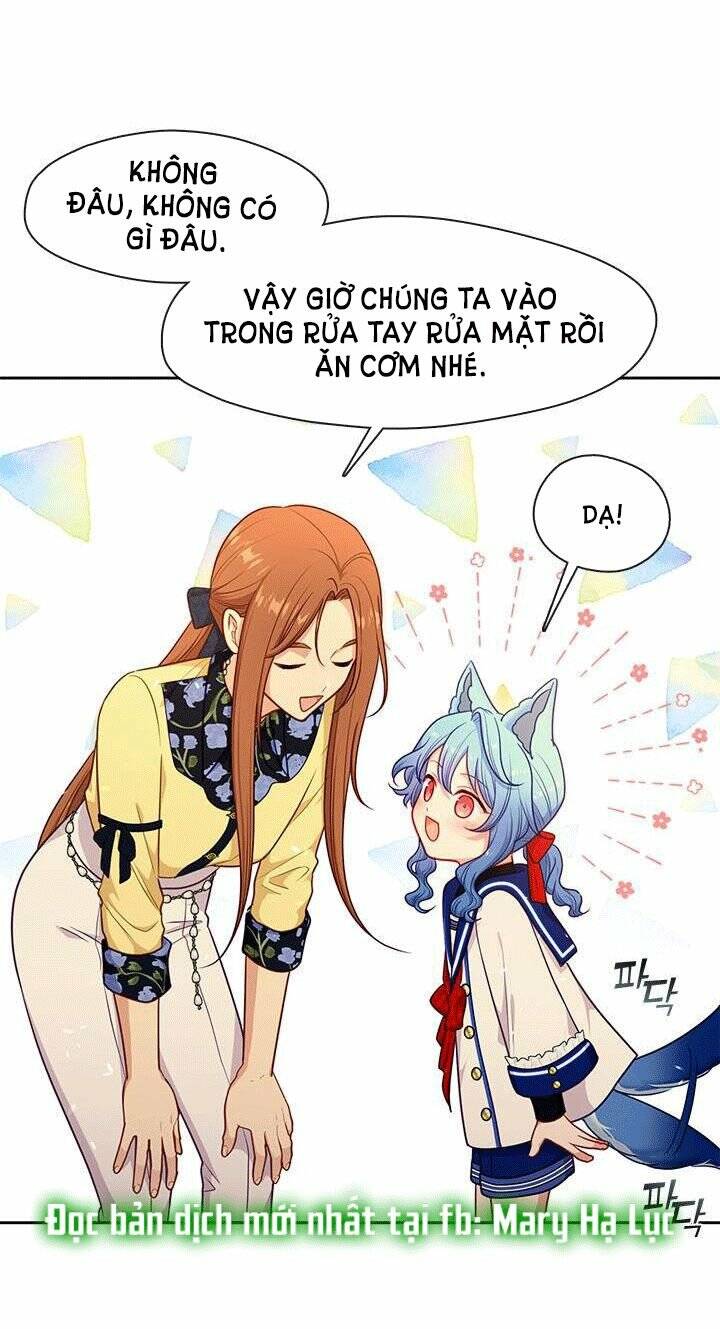 KHÔNG
ĐÂU, KHÔNG CÓ
GÌ ĐÂU.
VẬY GIỜ CHÚNG TA VÀO
TRONG RỬA TAY RỬA MẶT RỒI
ĂN CƠM NHÉ.
DẠ!
파닥
파닥
Đọc bản dịch mới nhất tại fb: Mary Hạ Lục